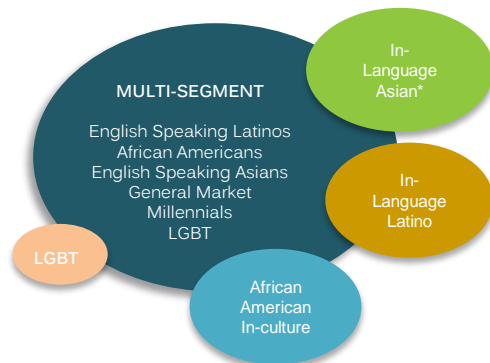 MULTI-SEGMENT
English Speaking Latinos
African Americans
English Speaking Asians
General Market
Millennials
LGBT
In-
Language
Asian*
In-
Language
Latino
LGBT
African
American
In-culture